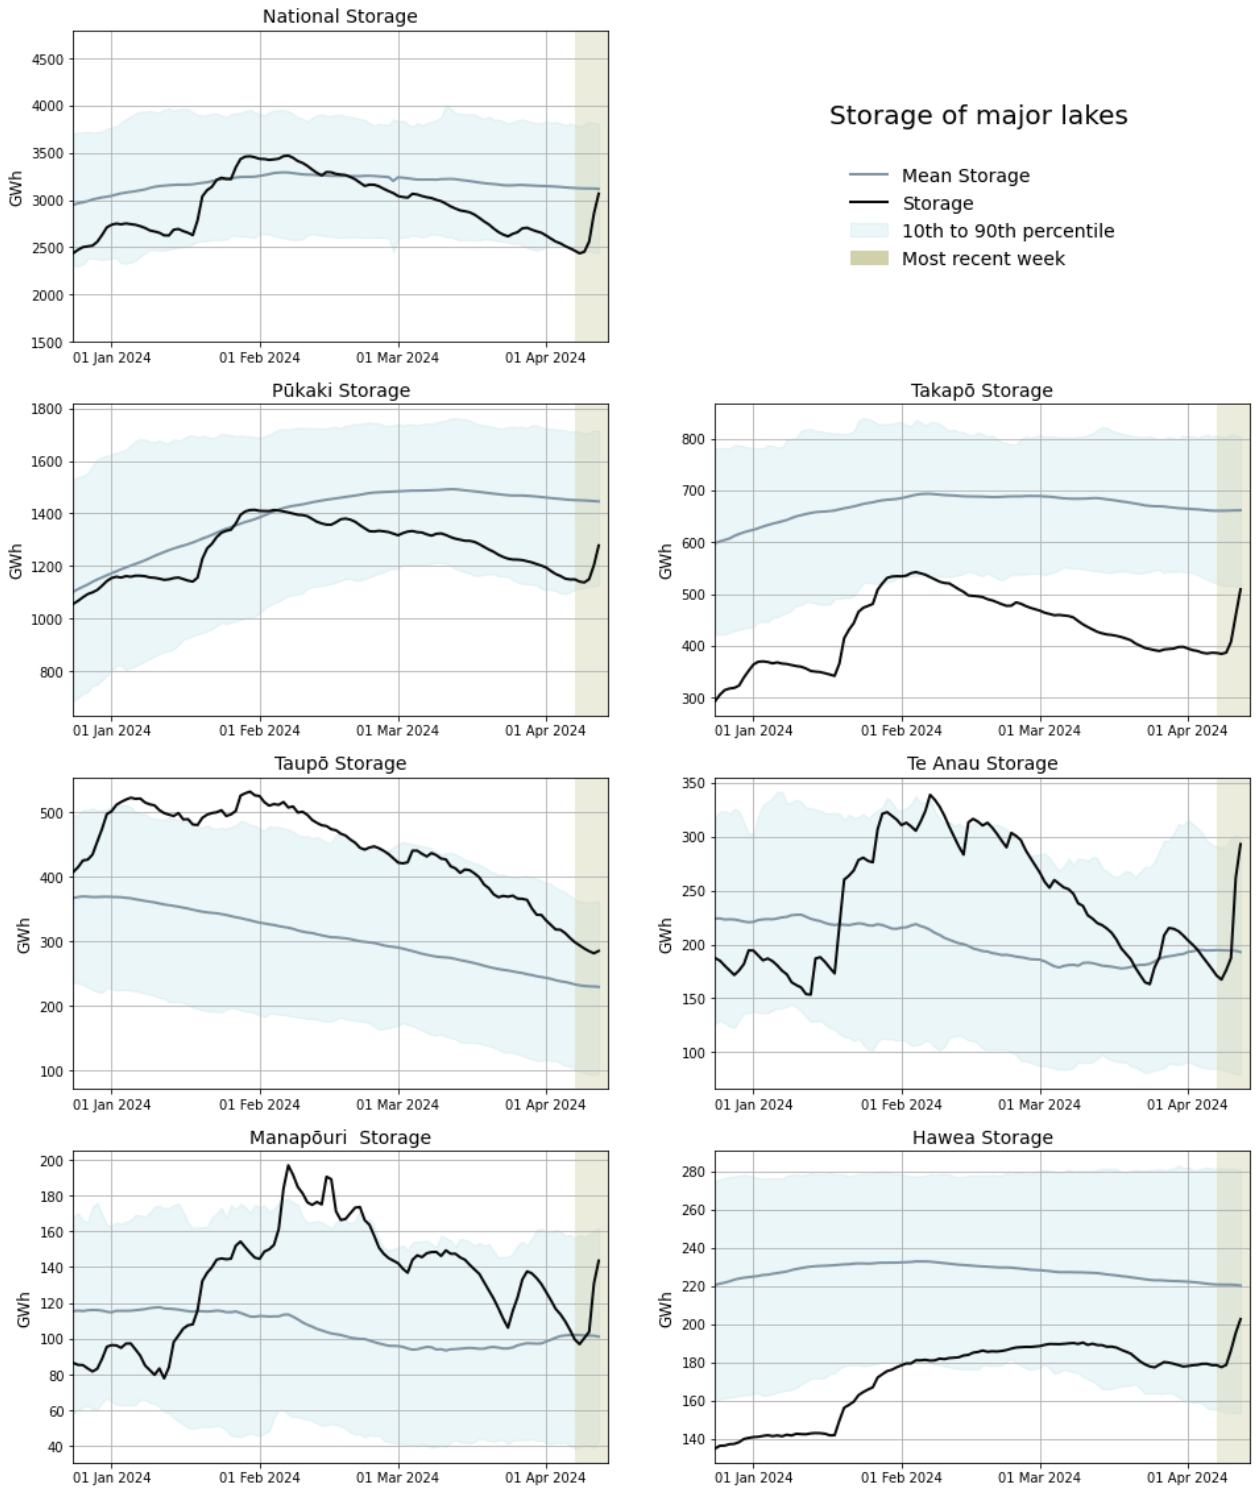 National Storage
GWh
4500
4000
3500
3000
2500
2000
1500
01 Jan 2024 01 Feb 2024 01 Mar 2024 01 Apr 2024
Storage of major lakes
Mean Storage
Storage
10th to 90th percentile
Most recent week
Pūkaki Storage
GWh
1800
1600
1400
1200
1000
800
01 Jan 2024 01 Feb 2024 01 Mar 2024 01 Apr 2024
Takapō Storage
GWh
800
700
600
500
400
300
01 Jan 2024 01 Feb 2024 01 Mar 2024 01 Apr 2024
Taupō Storage
GWh
500
400
300
200
100
01 Jan 2024 01 Feb 2024 01 Mar 2024 01 Apr 2024
Te Anau Storage
GWh
350
300
250
200
150
100
01 Jan 2024 01 Feb 2024 01 Mar 2024 01 Apr 2024
Manapōuri  Storage
GWh
200
180
160
140
120
100
80
60
40
01 Jan 2024 01 Feb 2024 01 Mar 2024 01 Apr 2024
Hawea Storage
GWh
280
260
240
220
200
180
160
140
01 Jan 2024 01 Feb 2024 01 Mar 2024 01 Apr 2024